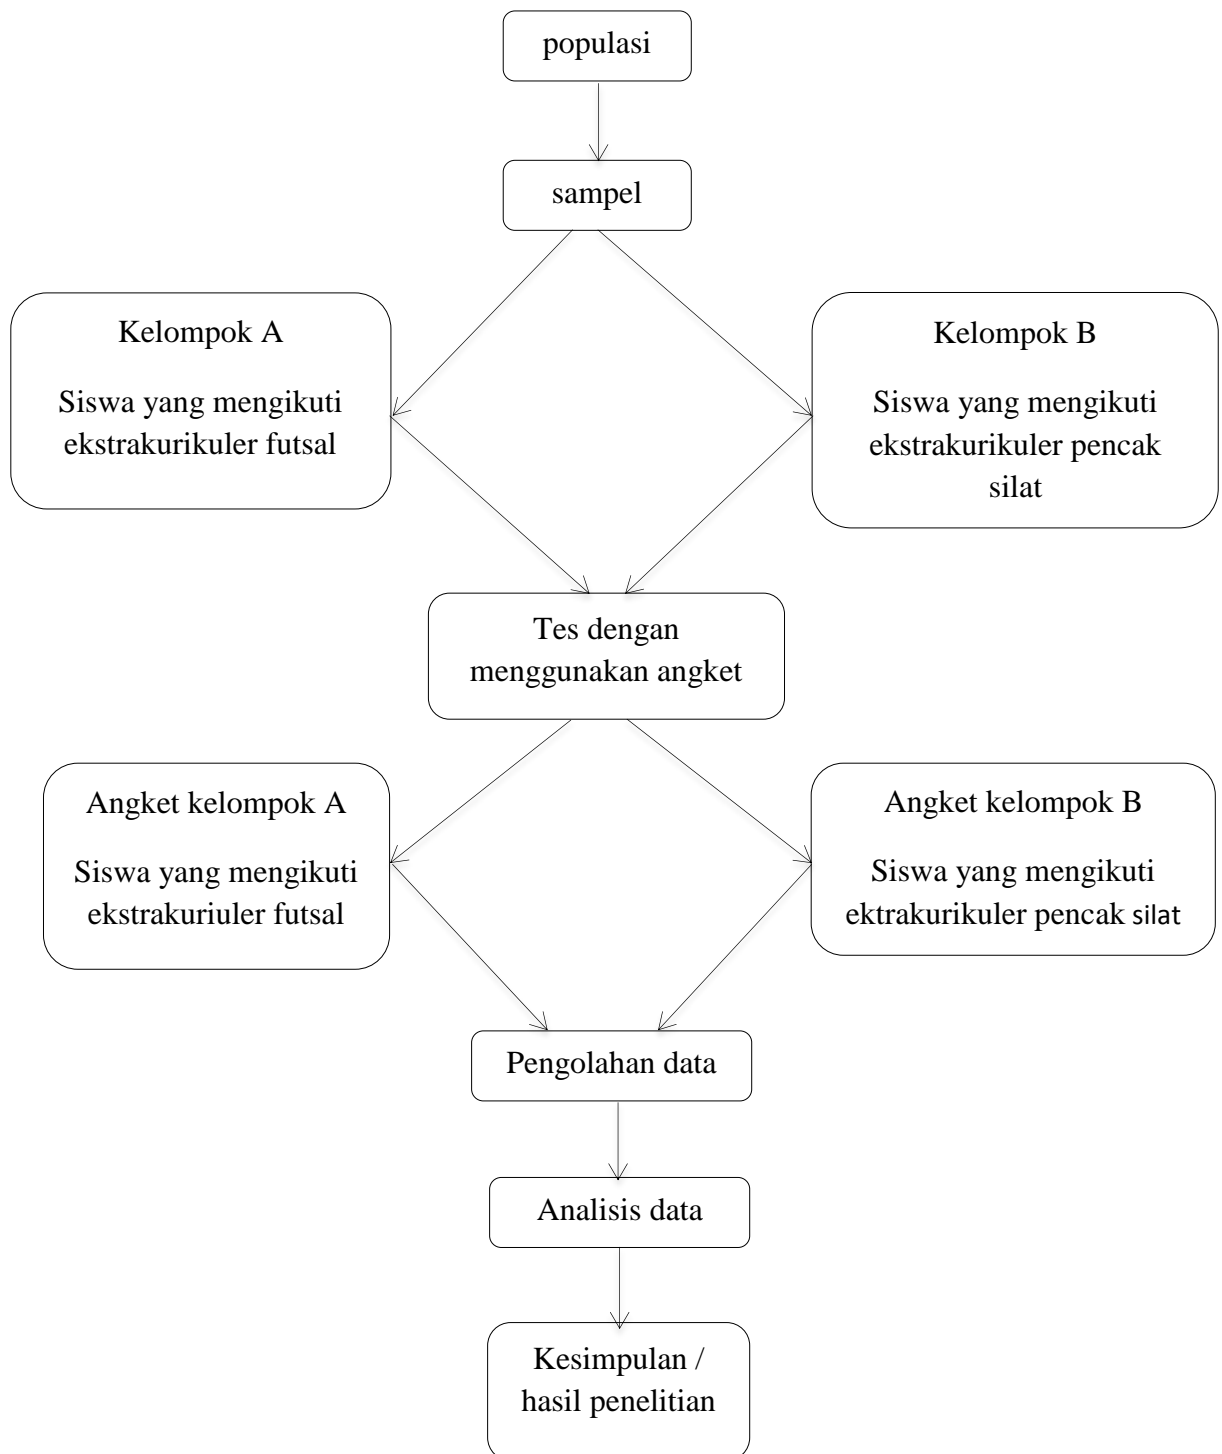 populasi
sampel
Kelompok A
Siswa yang mengikuti
ekstrakurikuler futsal
Kelompok B
Siswa yang mengikuti
ekstrakurikuler pencak
silat
Tes dengan
menggunakan angket
Angket kelompok A
Siswa yang mengikuti
ekstrakuriuler futsal
Angket kelompok B
Siswa yang mengikuti
ektrakurikuler pencak silat
Pengolahan data
Analisis data
Kesimpulan /
hasil penelitian